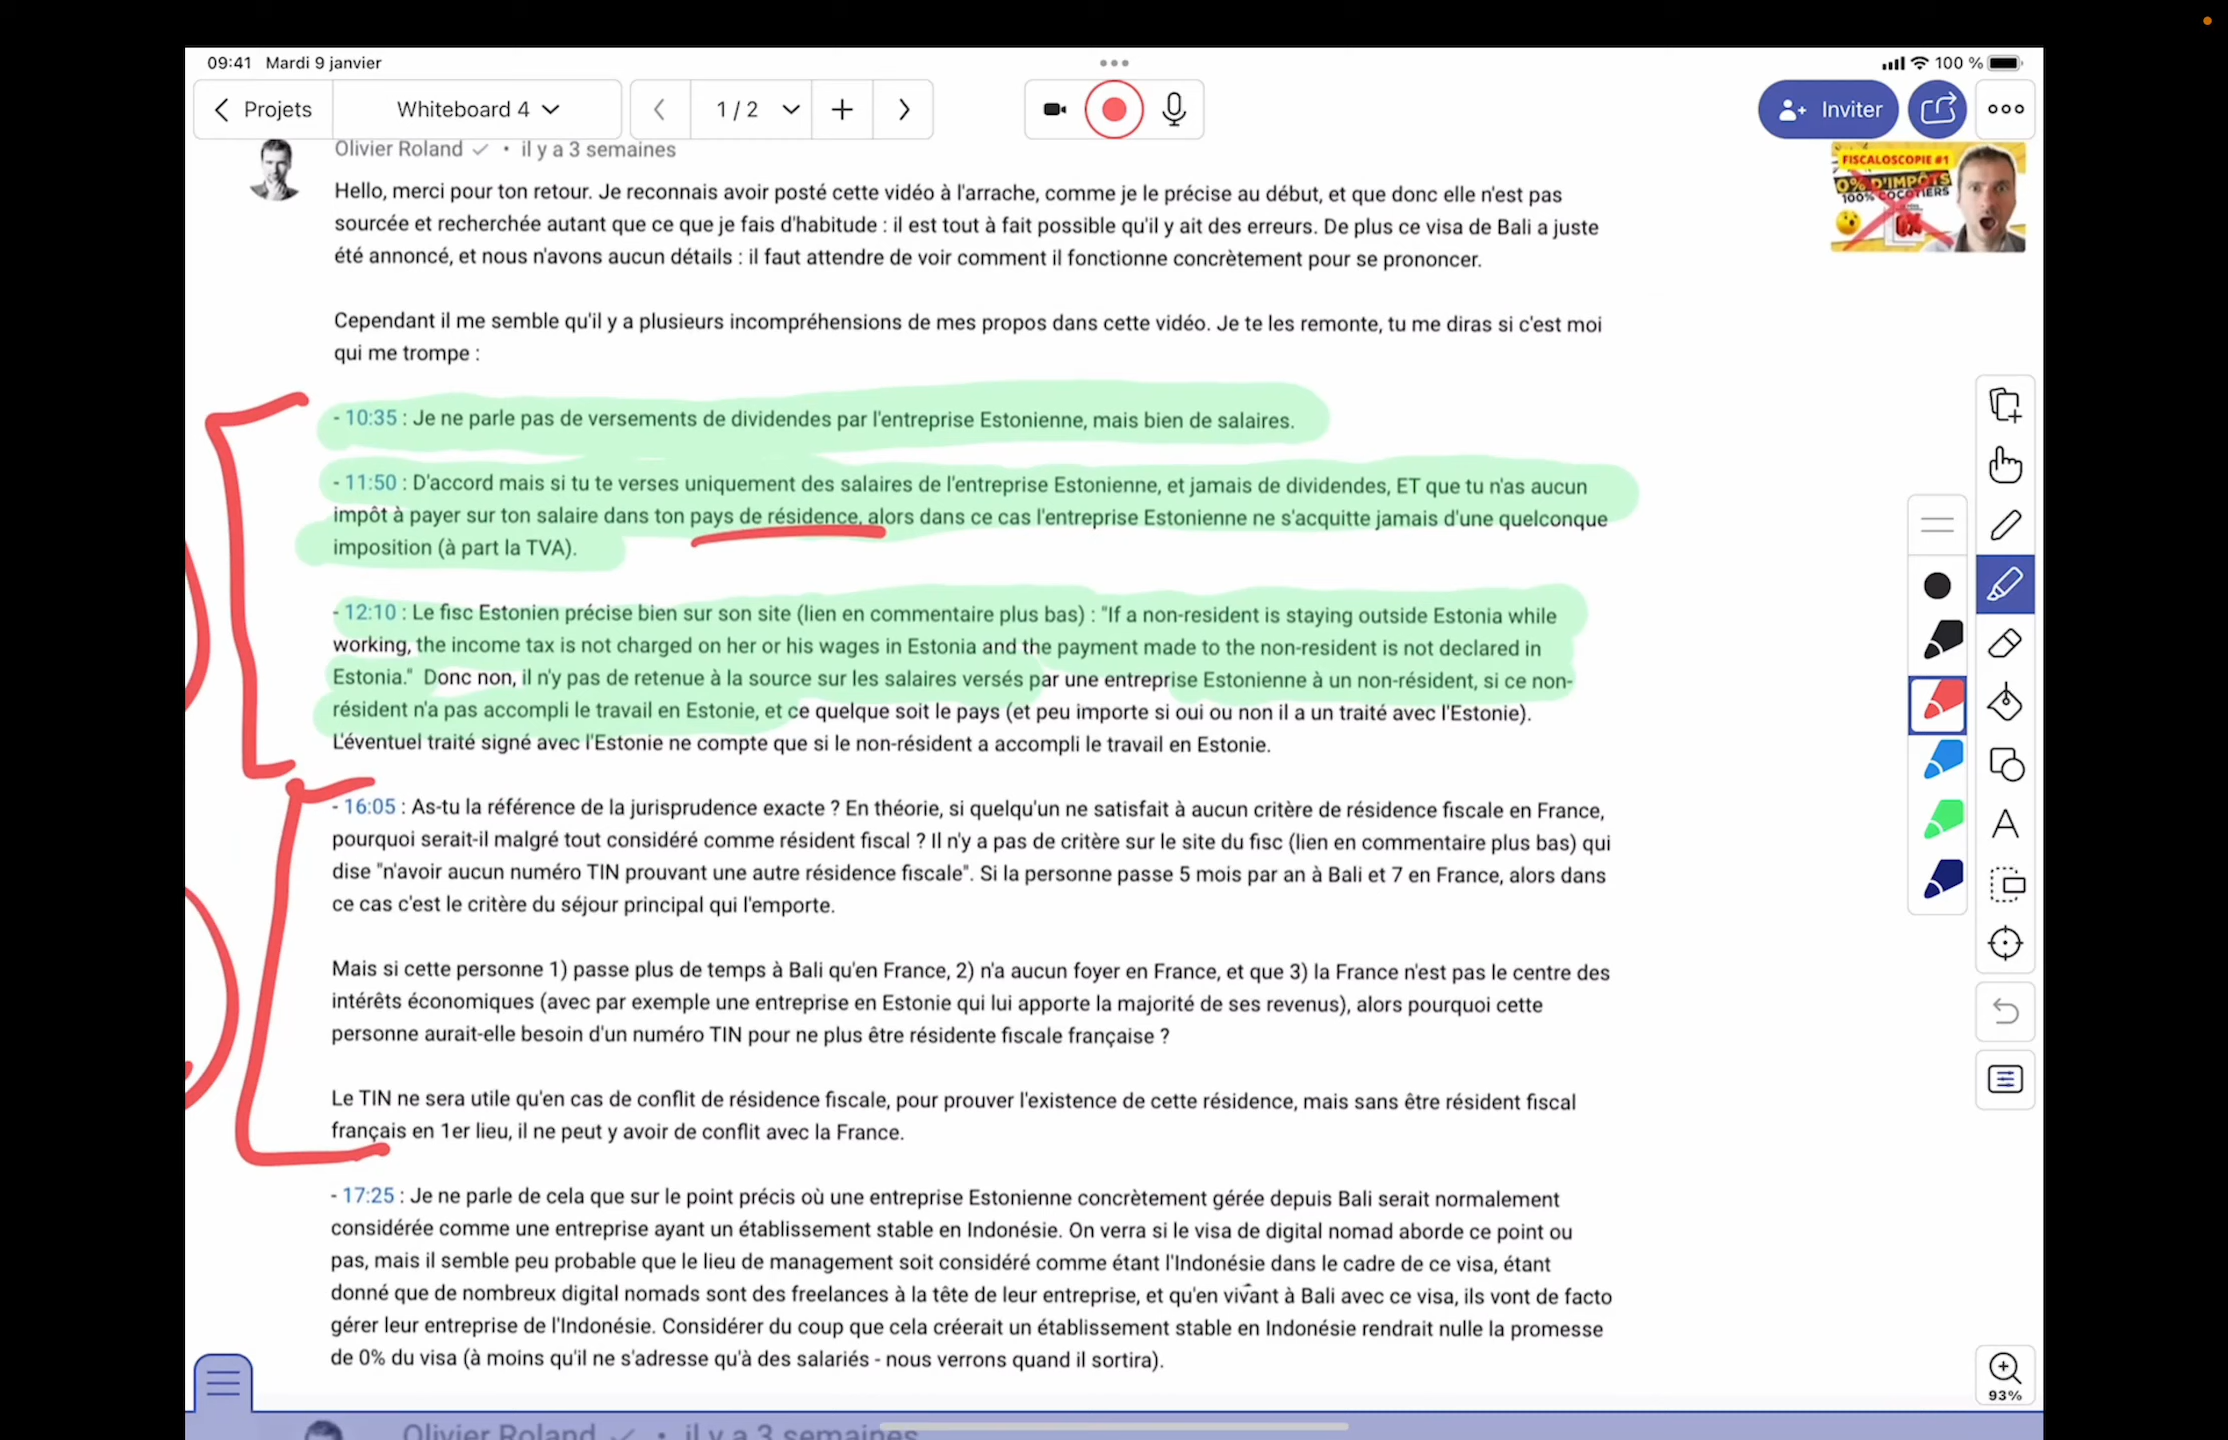 09:41 Mardi 9 janvier
100 %
Projets
Whiteboard 4
1 / 2
Inviter
Olivier Roland • il y a 3 semaines
FISCALOSCOPIE #1
0% D'IMPÔTS
100% COCOTIERS
Hello, merci pour ton retour. Je reconnais avoir posté cette vidéo à l'arrache, comme je le précise au début, et que donc elle n'est pas
sourcée et recherchée autant que ce que je fais d'habitude : il est tout à fait possible qu'il y ait des erreurs. De plus ce visa de Bali a juste
été annoncé, et nous n'avons aucun détails : il faut attendre de voir comment il fonctionne concrètement pour se prononcer.
Cependant il me semble qu'il y a plusieurs incompréhensions de mes propos dans cette vidéo. Je te les remonte, tu me diras si c'est moi
qui me trompe :
- 10:35 : Je ne parle pas de versements de dividendes par l'entreprise Estonienne, mais bien de salaires.
- 11:50 : D'accord mais si tu te verses uniquement des salaires de l'entreprise Estonienne, et jamais de dividendes, ET que tu n'as aucun
impôt à payer sur ton salaire dans ton pays de résidence, alors dans ce cas l'entreprise Estonienne ne s'acquitte jamais d'une quelconque
imposition (à part la TVA).
- 12:10 : Le fisc Estonien précise bien sur son site (lien en commentaire plus bas) : "If a non-resident is staying outside Estonia while
working, the income tax is not charged on her or his wages in Estonia and the payment made to the non-resident is not declared in
Estonia." Donc non, il n'y pas de retenue à la source sur les salaires versés par une entreprise Estonienne à un non-résident, si ce non-
résident n'a pas accompli le travail en Estonie, et ce quelque soit le pays (et peu importe si oui ou non il a un traité avec l'Estonie).
L'éventuel traité signé avec l'Estonie ne compte que si le non-résident a accompli le travail en Estonie.
- 16:05 : As-tu la référence de la jurisprudence exacte ? En théorie, si quelqu'un ne satisfait à aucun critère de résidence fiscale en France,
pourquoi serait-il malgré tout considéré comme résident fiscal ? Il n'y a pas de critère sur le site du fisc (lien en commentaire plus bas) qui
dise "n'avoir aucun numéro TIN prouvant une autre résidence fiscale". Si la personne passe 5 mois par an à Bali et 7 en France, alors dans
ce cas c'est le critère du séjour principal qui l'emporte.
Mais si cette personne 1) passe plus de temps à Bali qu'en France, 2) n'a aucun foyer en France, et que 3) la France n'est pas le centre des
intérêts économiques (avec par exemple une entreprise en Estonie qui lui apporte la majorité de ses revenus), alors pourquoi cette
personne aurait-elle besoin d'un numéro TIN pour ne plus être résidente fiscale française ?
Le TIN ne sera utile qu'en cas de conflit de résidence fiscale, pour prouver l'existence de cette résidence, mais sans être résident fiscal
français en 1er lieu, il ne peut y avoir de conflit avec la France.
- 17:25 : Je ne parle de cela que sur le point précis où une entreprise Estonienne concrètement gérée depuis Bali serait normalement
considérée comme une entreprise ayant un établissement stable en Indonésie. On verra si le visa de digital nomad aborde ce point ou
pas, mais il semble peu probable que le lieu de management soit considéré comme étant l'Indonésie dans le cadre de ce visa, étant
donné que de nombreux digital nomads sont des freelances à la tête de leur entreprise, et qu'en vivant à Bali avec ce visa, ils vont de facto
gérer leur entreprise de l'Indonésie. Considérer du coup que cela créerait un établissement stable en Indonésie rendrait nulle la promesse
de 0% du visa (à moins qu'il ne s'adresse qu'à des salariés - nous verrons quand il sortira).
93%
Olivier Roland • il y a 3 semaines